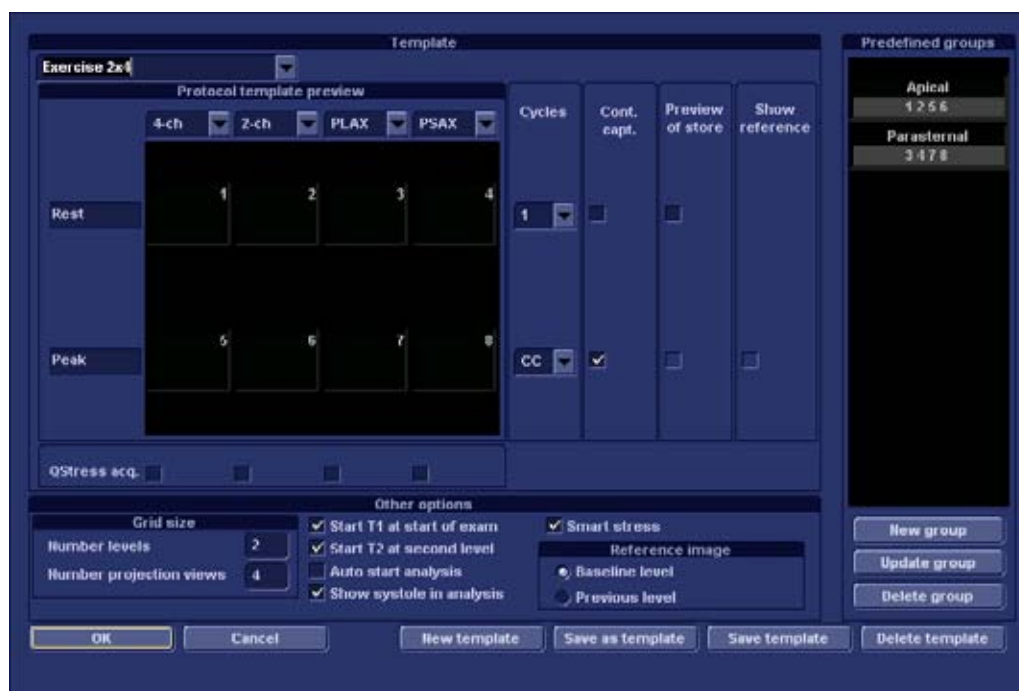 Template
Predefined groups
Exercise 2x4
Protocol template preview
4-ch 2-ch PLAX PSAX
Cycles
Cont. capt.
Preview of store
Show reference
Apical
1 2 5 6
Parasternal
3 4 7 8
1 2 3 4
Rest
1
5 6 7 8
Peak
CC
QStress acq.
Other options
Grid size
Number levels 2
Number projection views 4
Start T1 at start of exam
Start T2 at second level
Auto start analysis
Show systole in analysis
Smart stress
Reference image
Baseline level
Previous level
New group
Update group
Delete group
OK Cancel New template Save as template Save template Delete template